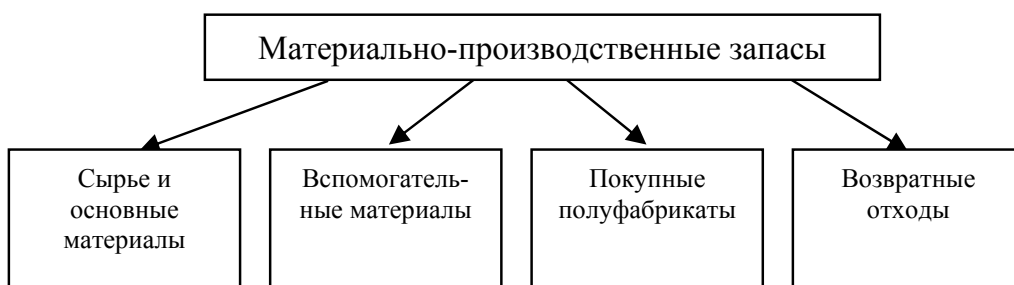 Материально-производственные запасы
Сырье и
основные
материалы
Вспомогатель-
ные материалы
Покупные
полуфабрикаты
Возвратные
отходы